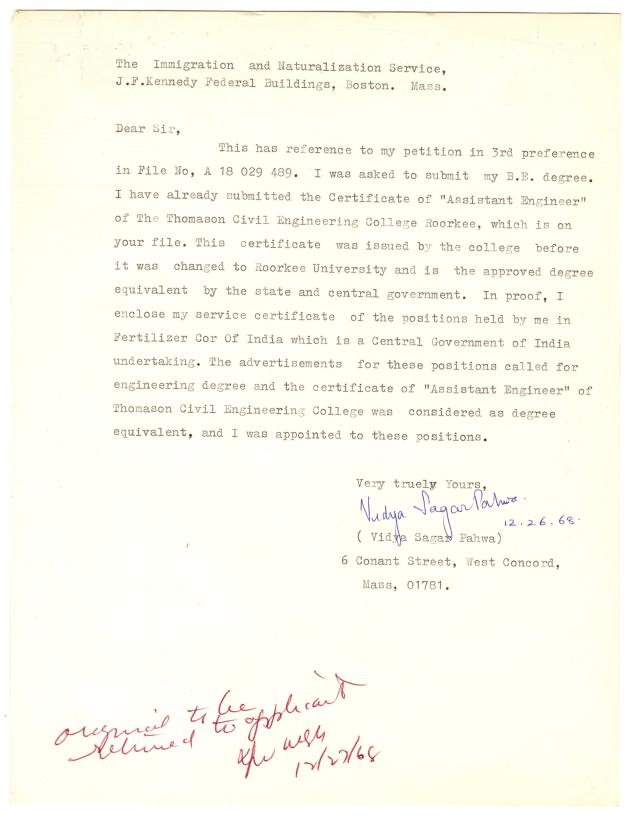 The Immigration and Naturalization Service,
J.F.Kennedy Federal Buildings, Boston. Mass.
Dear Sir,
This has reference to my petition in 3rd preference
in File No, A 18 029 489. I was asked to submit my B.E. degree.
I have already submitted the Certificate of "Assistant Engineer"
of The Thomason Civil Engineering College Roorkee, which is on
your file. This certificate was issued by the college before
it was changed to Roorkee University and is the approved degree
equivalent by the state and central government. In proof, I
enclose my service certificate of the positions held by me in
Fertilizer Cor Of India which is a Central Government of India
undertaking. The advertisements for these positions called for
engineering degree and the certificate of "Assistant Engineer" of
Thomason Civil Engineering College was considered as degree
equivalent, and I was appointed to these positions.
Very truely Yours,
Vidya Sagar Pahwa.
12.26.68.
( Vidya Sagar Pahwa)
6 Conant Street, West Concord,
Mass, 01781.
original to be
returned to applicant
12/27/68